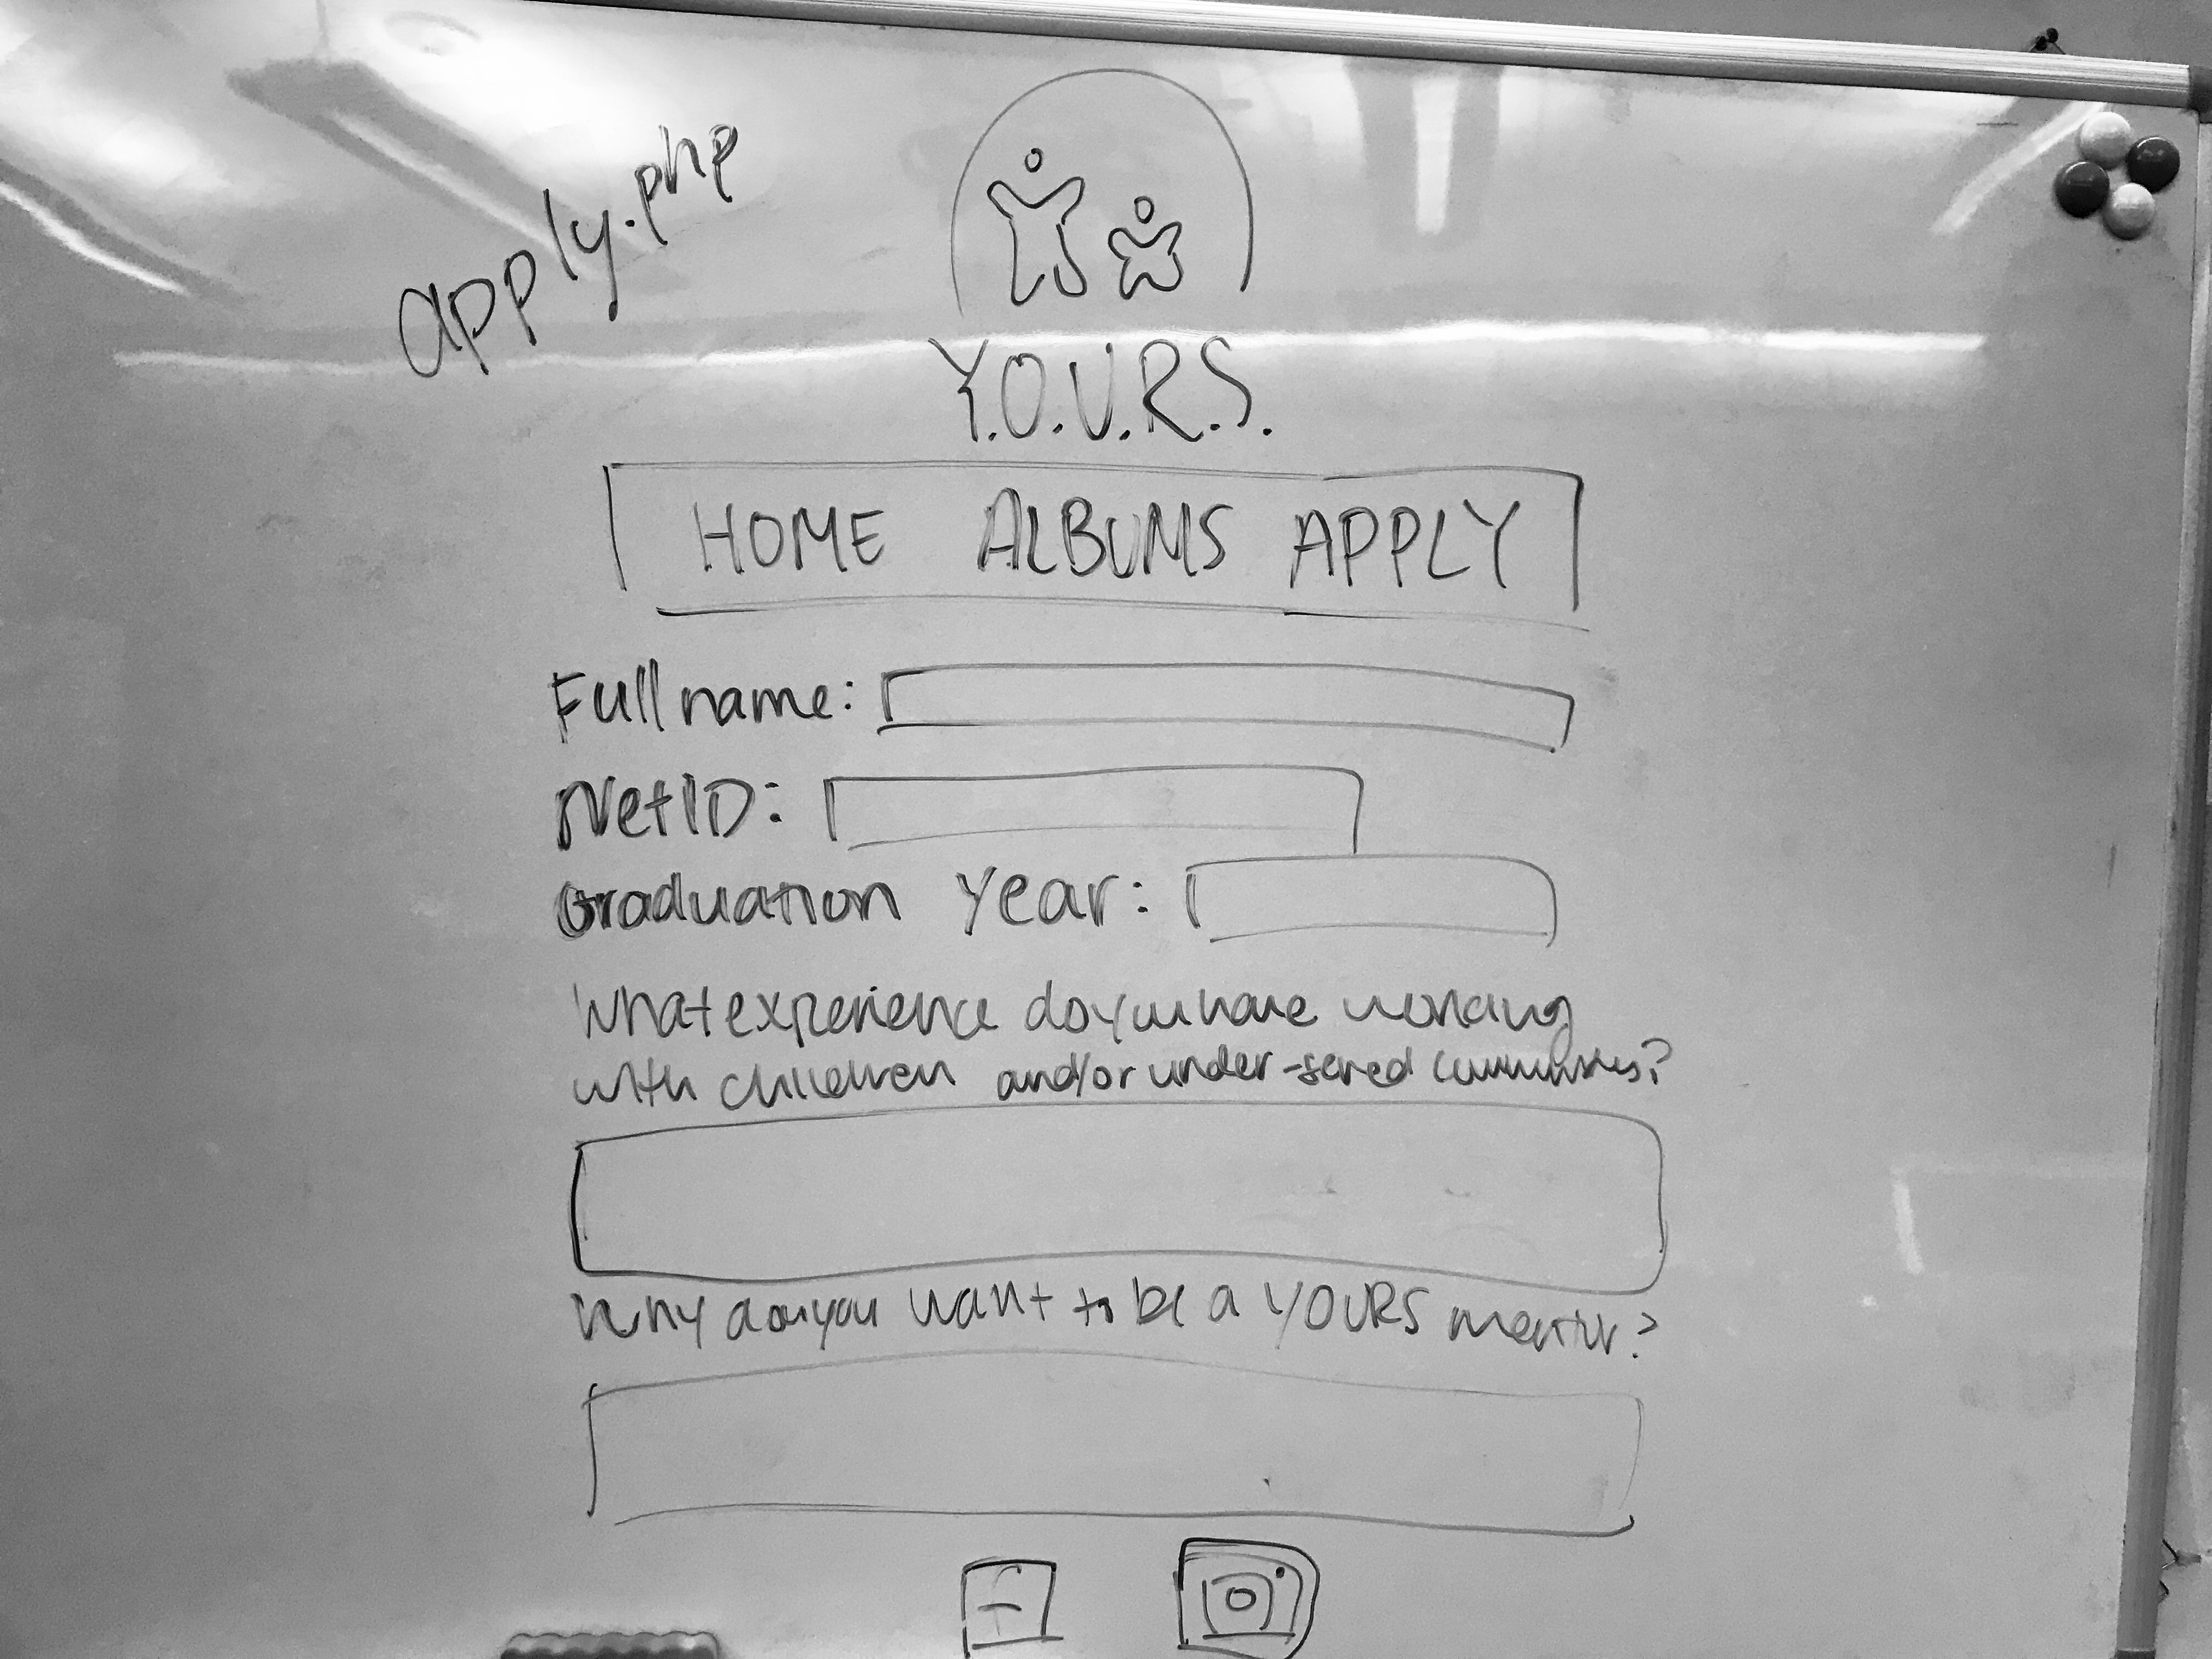 apply.php
Y.O.U.R.S.
HOME ALBUMS APPLY
Full name:
NetID:
Graduation Year:
What experience do you have working
with children and/or under-served communities?
Why do you want to be a YOURS mentor?
F